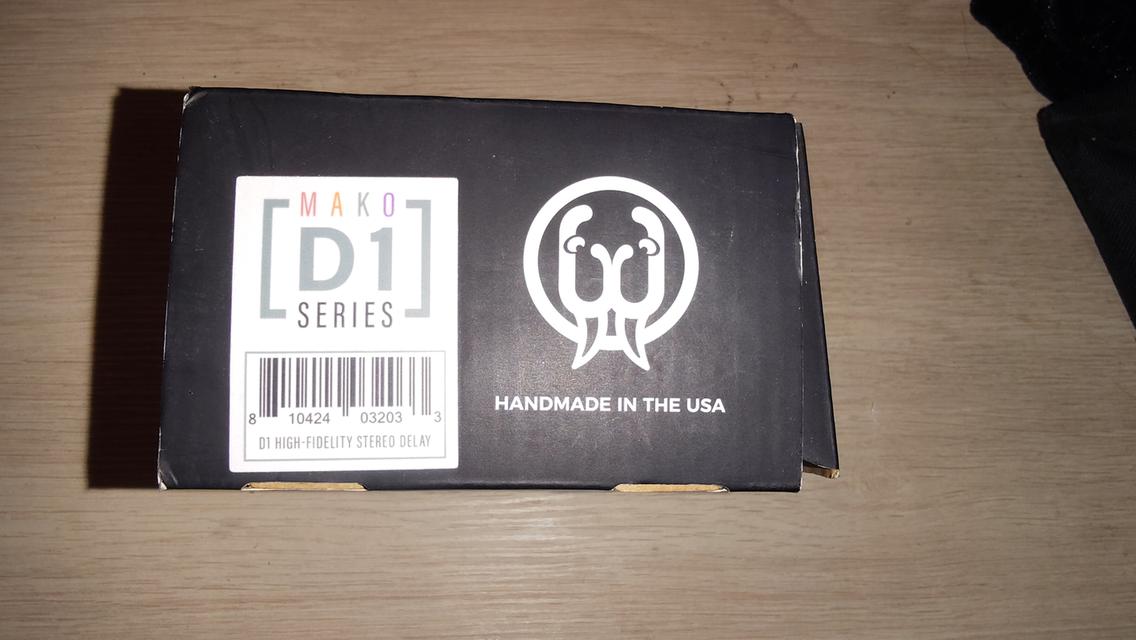 MAKO
D1
SERIES
8 10424 03203 3
D1 HIGH-FIDELITY STEREO DELAY
HANDMADE IN THE USA